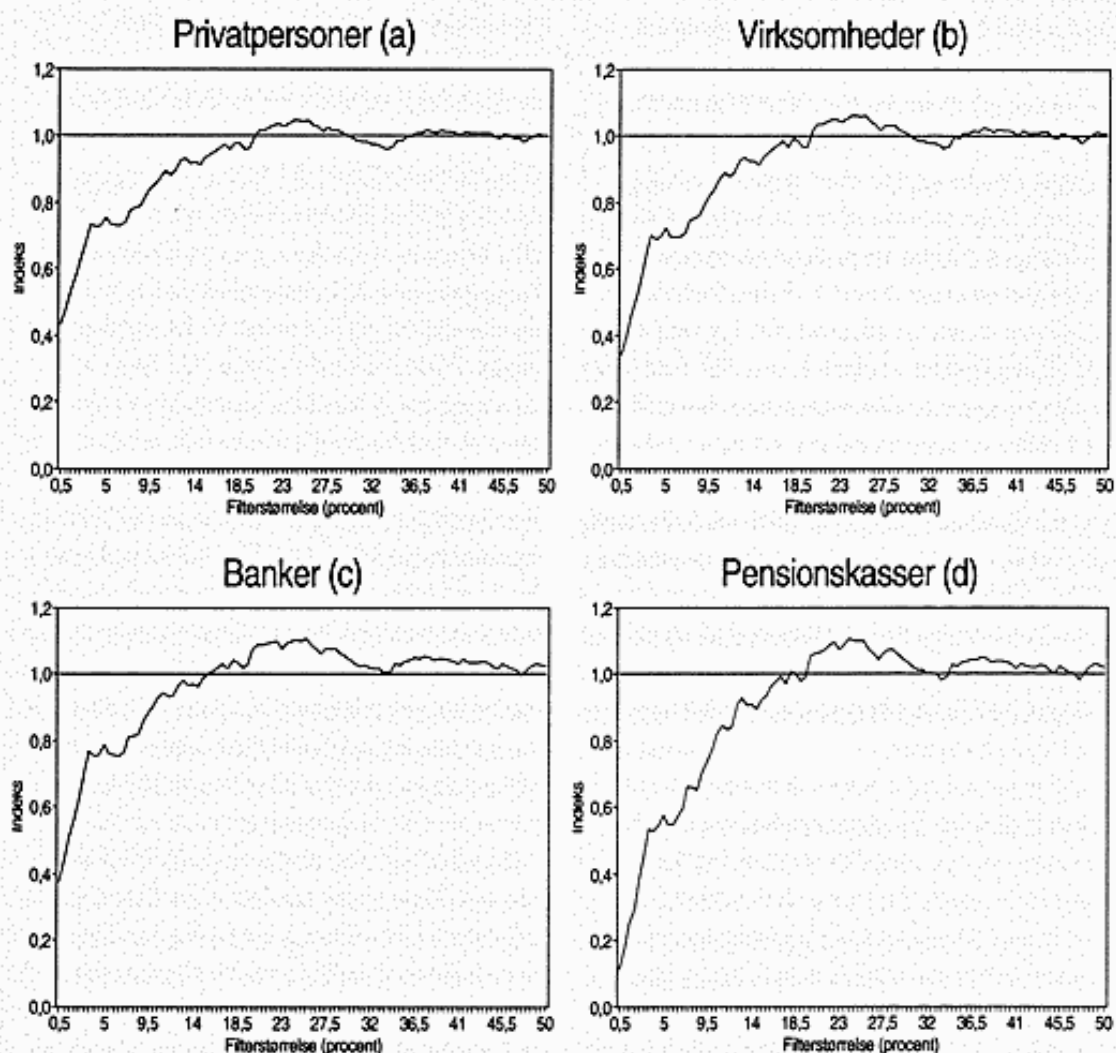 Privatpersoner (a)
Indeks
1,2
1,0
0,8
0,6
0,4
0,2
0,0
0,5 5 9,5 14 18,5 23 27,5 32 36,5 41 45,5 50
Filterstørrelse (procent)
Virksomheder (b)
Indeks
1,2
1,0
0,8
0,6
0,4
0,2
0,0
0,5 5 9,5 14 18,5 23 27,5 32 36,5 41 45,5 50
Filterstørrelse (procent)
Banker (c)
Indeks
1,2
1,0
0,8
0,6
0,4
0,2
0,0
0,5 5 9,5 14 18,5 23 27,5 32 36,5 41 45,5 50
Filterstørrelse (procent)
Pensionskasser (d)
Indeks
1,2
1,0
0,8
0,6
0,4
0,2
0,0
0,5 5 9,5 14 18,5 23 27,5 32 36,5 41 45,5 50
Filterstørrelse (procent)